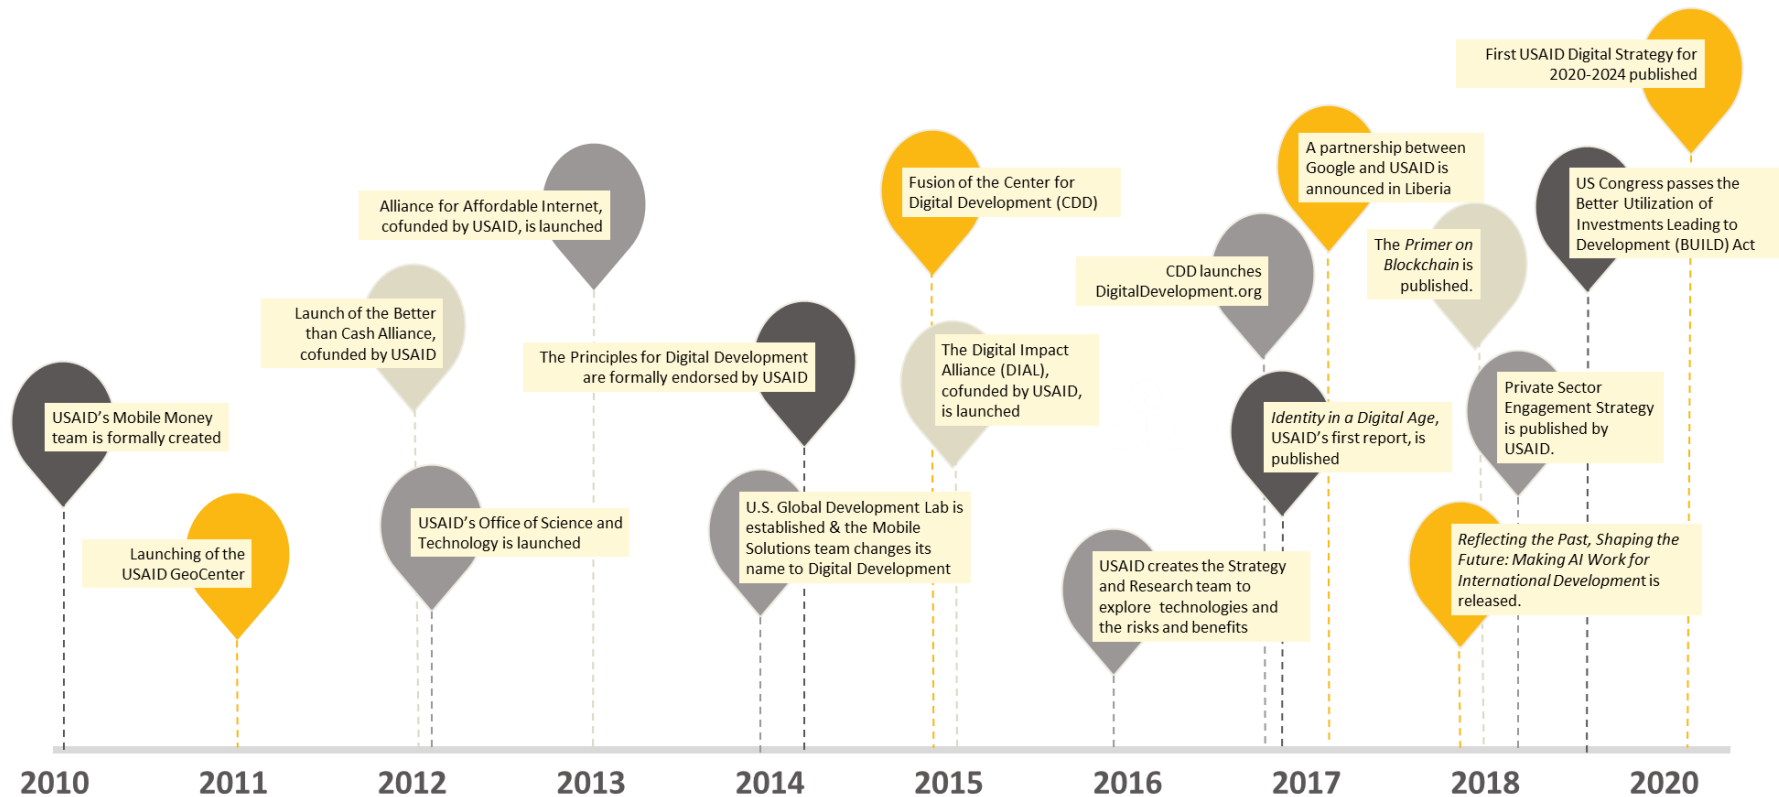 First USAID Digital Strategy for
2020-2024 published
A partnership between
Google and USAID is
announced in Liberia
Fusion of the Center for
Digital Development (CDD)
US Congress passes the
Better Utilization of
Investments Leading to
Development (BUILD) Act
Alliance for Affordable Internet,
cofunded by USAID, is launched
The Primer on
Blockchain is
published.
CDD launches
DigitalDevelopment.org
Launch of the Better
than Cash Alliance,
cofunded by USAID
The Principles for Digital Development
are formally endorsed by USAID
The Digital Impact
Alliance (DIAL),
cofunded by USAID,
is launched
Private Sector
Engagement Strategy
is published by
USAID.
USAID's Mobile Money
team is formally created
Identity in a Digital Age,
USAID's first report, is
published
Launching of the
USAID GeoCenter
USAID's Office of Science and
Technology is launched
U.S. Global Development Lab is
established & the Mobile
Solutions team changes its
name to Digital Development
Reflecting the Past, Shaping the
Future: Making AI Work for
International Development is
released.
USAID creates the Strategy
and Research team to
explore  technologies and
the risks and benefits
2010 2011 2012 2013 2014 2015 2016 2017 2018 2020